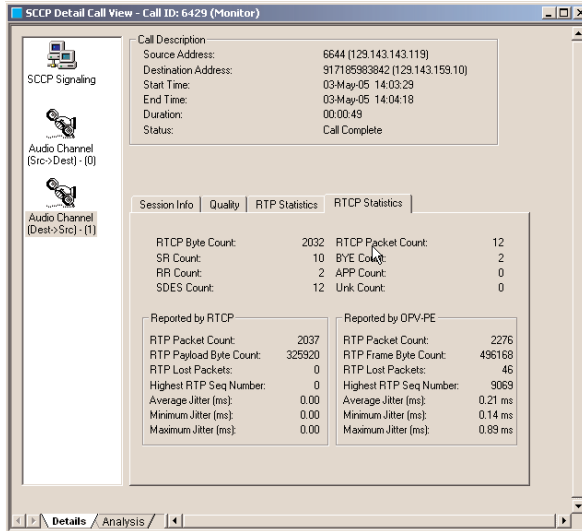 SCCP Detail Call View - Call ID: 6429 (Monitor)
SCCP Signaling
Audio Channel
(Src->Dest) - (0)
Audio Channel
(Dest->Src) - (1)
Call Description
Source Address: 6644 (129.143.143.119)
Destination Address: 917185983842 (129.143.159.10)
Start Time: 03-May-05 14:03:29
End Time: 03-May-05 14:04:18
Duration: 00:00:49
Status: Call Complete
Session Info Quality RTP Statistics RTCP Statistics
RTCP Byte Count: 2032 RTCP Packet Count: 12
SR Count: 10 BYE Count: 2
RR Count: 2 APP Count: 0
SDES Count: 12 Unk Count: 0
Reported by RTCP
RTP Packet Count: 2037
RTP Payload Byte Count: 325920
RTP Lost Packets: 0
Highest RTP Seq Number: 0
Average Jitter (ms): 0.00
Minimum Jitter (ms): 0.00
Maximum Jitter (ms): 0.00
Reported by OPV-PE
RTP Packet Count: 2276
RTP Frame Byte Count: 496168
RTP Lost Packets: 46
Highest RTP Seq Number: 9069
Average Jitter (ms): 0.21 ms
Minimum Jitter (ms): 0.14 ms
Maximum Jitter (ms): 0.89 ms
Details Analysis